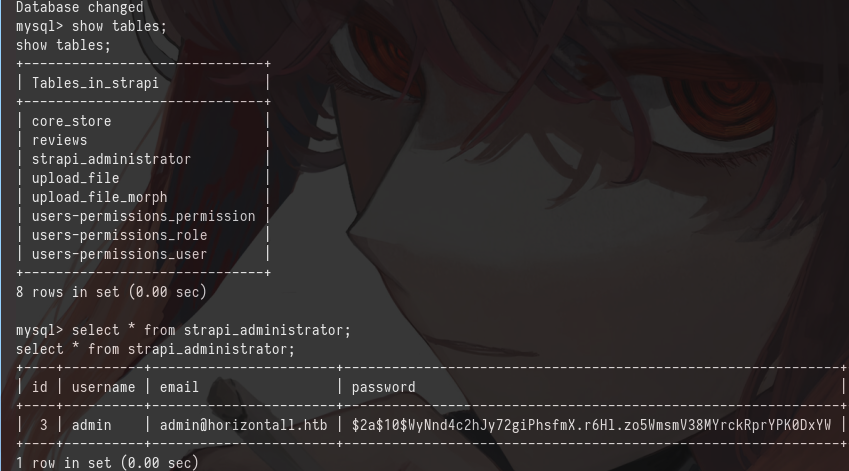 Database changed
mysql> show tables;
show tables;
+------------------------------+
| Tables_in_strapi             |
+------------------------------+
| core_store                   |
| reviews                      |
| strapi_administrator         |
| upload_file                  |
| upload_file_morph            |
| users-permissions_permission |
| users-permissions_role       |
| users-permissions_user       |
+------------------------------+
8 rows in set (0.00 sec)
mysql> select * from strapi_administrator;
select * from strapi_administrator;
+----+----------+-----------------------+--------------------------------------------------------------+
| id | username | email                 | password                                                     |
+----+----------+-----------------------+--------------------------------------------------------------+
|  3 | admin    | admin@horizontall.htb | $2a$10$WyNnd4c2hJy72giPhsfmX.r6Hl.zo5WmsmV38MYrckRprYPK0DxYW |
+----+----------+-----------------------+--------------------------------------------------------------+
1 row in set (0.00 sec)